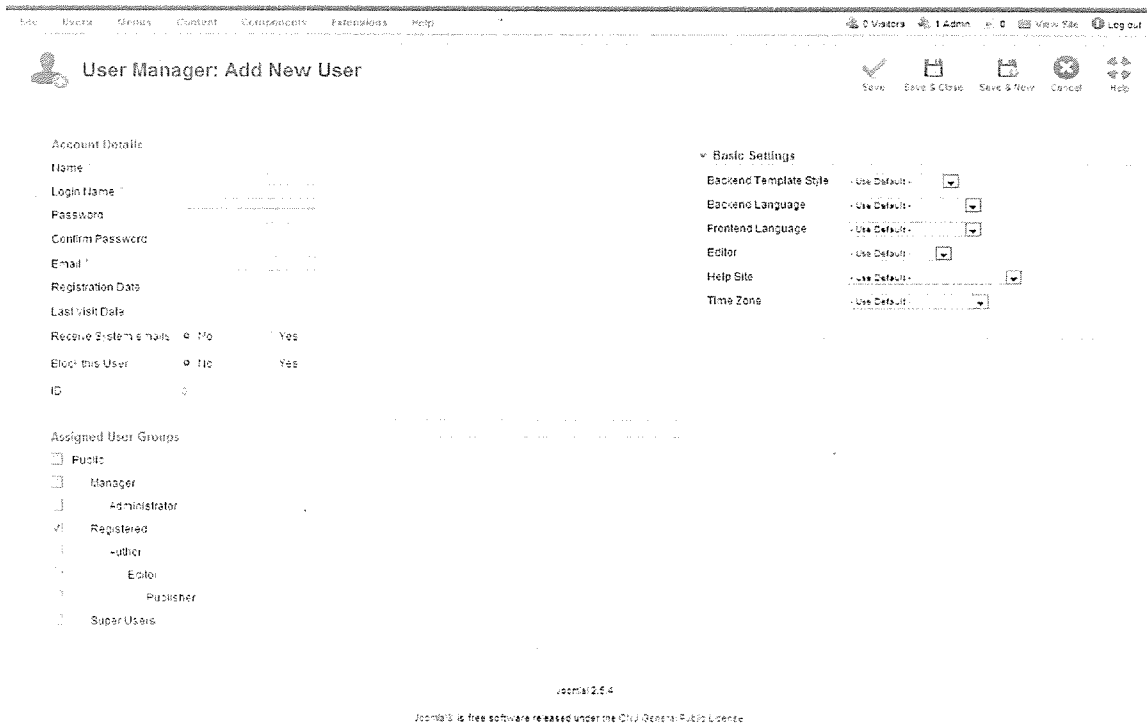 Site Users Menus Content Components Extensions Help
0 Visitors 1 Admin 0 View Site Log out
User Manager: Add New User
Save Save & Close Save & New Cancel Help
Account Details
Name *
Login Name *
Password
Confirm Password
Email *
Registration Date
Last Visit Date
Receive System emails No Yes
Block this User No Yes
ID 0
Assigned User Groups
Public
Manager
Administrator
Registered
Author
Editor
Publisher
Super Users
Basic Settings
Backend Template Style - Use Default -
Backend Language - Use Default -
Frontend Language - Use Default -
Editor - Use Default -
Help Site - Use Default -
Time Zone - Use Default -
Joomla! 2.5.4
Joomla!® is free software released under the GNU General Public License